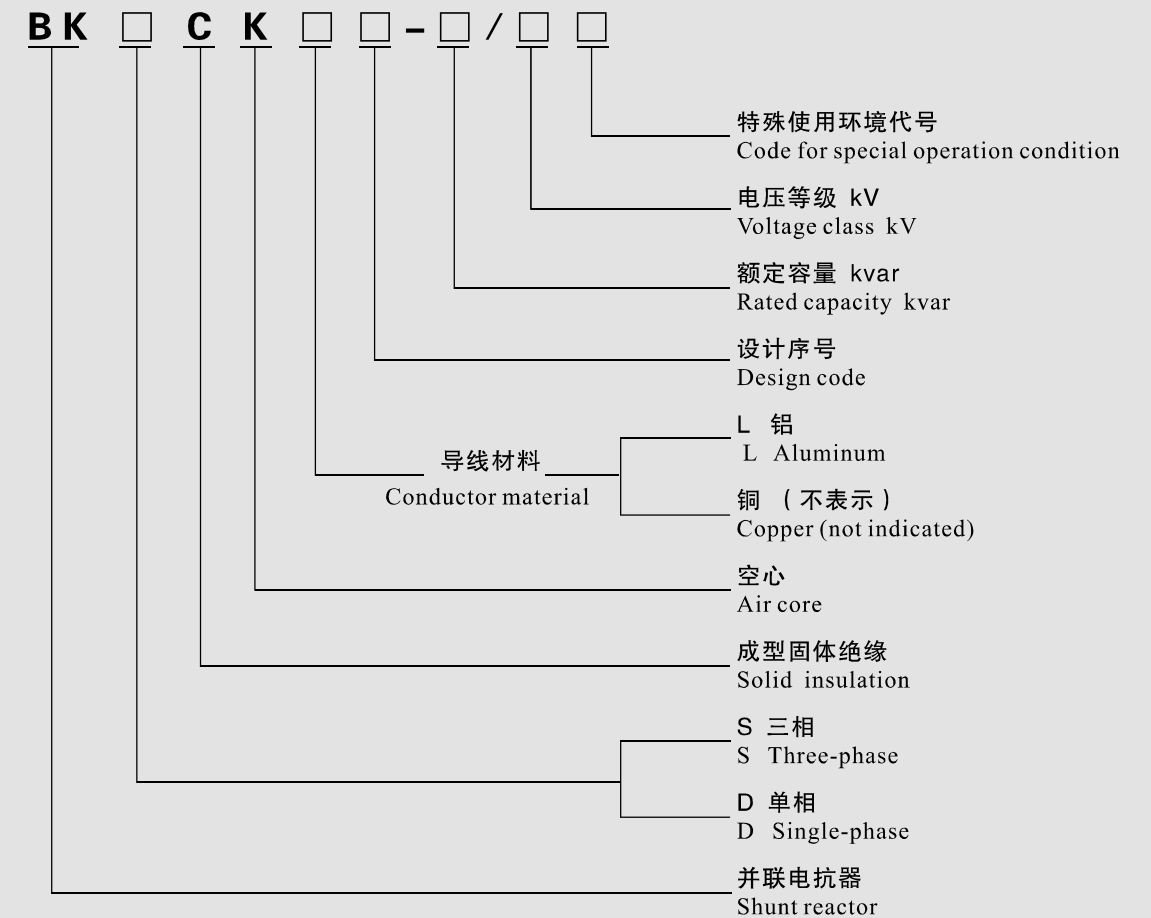 BK □ C K □ □ - □ / □ □
特殊使用环境代号
Code for special operation condition
电压等级 kV
Voltage class kV
额定容量 kvar
Rated capacity kvar
设计序号
Design code
L 铝
L Aluminum
导线材料
Conductor material
铜 （不表示）
Copper (not indicated)
空心
Air core
成型固体绝缘
Solid insulation
S 三相
S Three-phase
D 单相
D Single-phase
并联电抗器
Shunt reactor